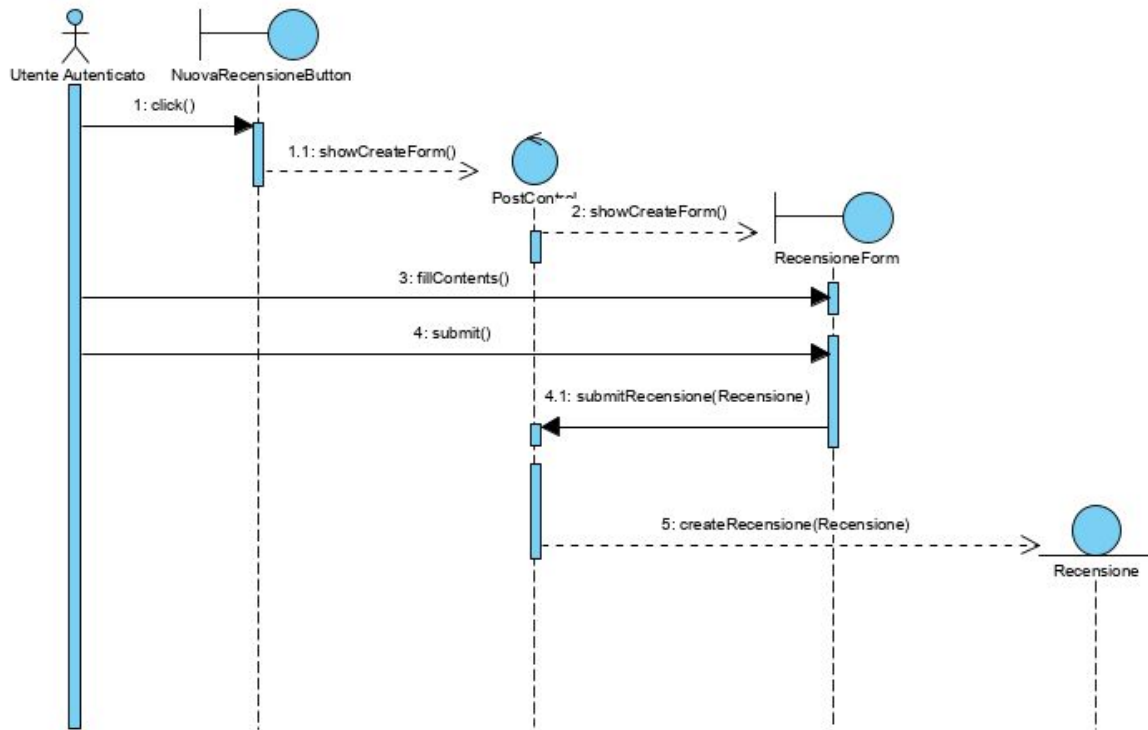 Utente Autenticato
NuovaRecensioneButton
1: click()
1.1: showCreateForm()
PostControl
2: showCreateForm()
RecensioneForm
3: fillContents()
4: submit()
4.1: submitRecensione(Recensione)
5: createRecensione(Recensione)
Recensione